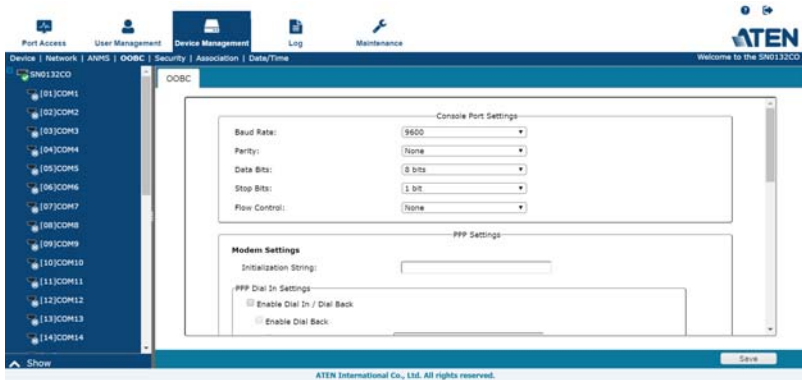 Port Access
User Management
Device Management
Log
Maintenance
ATEN
Device | Network | ANMS | OOBC | Security | Association | Date/Time
Welcome to the SN0132CO
SN0132CO
[01]COM1
[02]COM2
[03]COM3
[04]COM4
[05]COM5
[06]COM6
[07]COM7
[08]COM8
[09]COM9
[10]COM10
[11]COM11
[12]COM12
[13]COM13
[14]COM14
Show
OOBC
Console Port Settings
Baud Rate: 9600
Parity: None
Data Bits: 8 bits
Stop Bits: 1 bit
Flow Control: None
PPP Settings
Modem Settings
Initialization String:
PPP Dial In Settings
Enable Dial In / Dial Back
Enable Dial Back
Save
ATEN International Co., Ltd. All rights reserved.